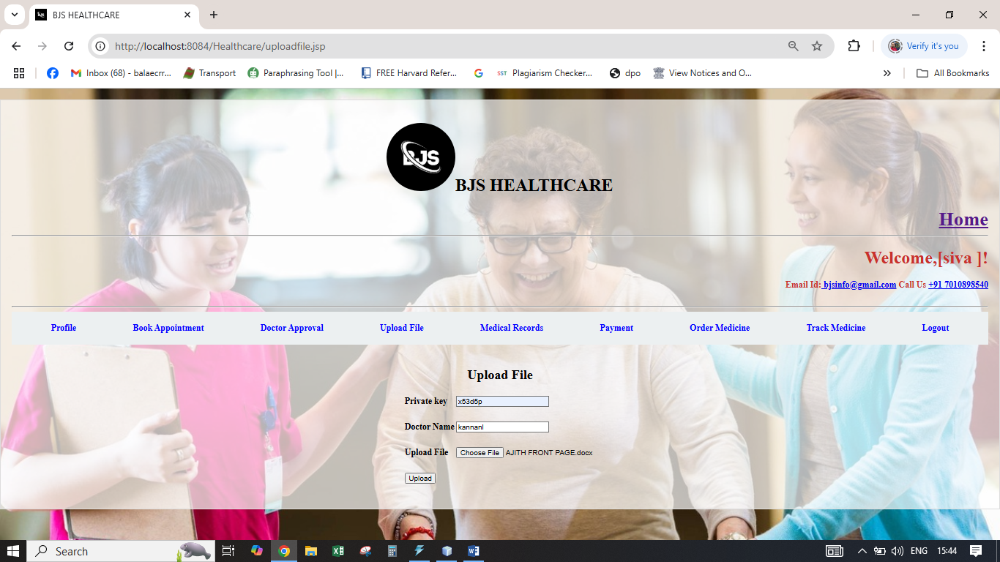 BJS HEALTHCARE
http://localhost:8084/Healthcare/uploadfile.jsp
Verify it's you
Inbox (68) - balaecrr...
Transport
Paraphrasing Tool |...
FREE Harvard Refer...
SST
Plagiarism Checker...
dpo
View Notices and O...
All Bookmarks
BJS
BJS HEALTHCARE
Home
Welcome,[siva ]!
Email Id: bjsinfo@gmail.com Call Us +91 7010898540
Profile Book Appointment Doctor Approval Upload File Medical Records Payment Order Medicine Track Medicine Logout
Upload File
Private key x53d5p
Doctor Name kannanl
Upload File Choose File AJITH FRONT PAGE.docx
Upload
Search
ENG
15:44